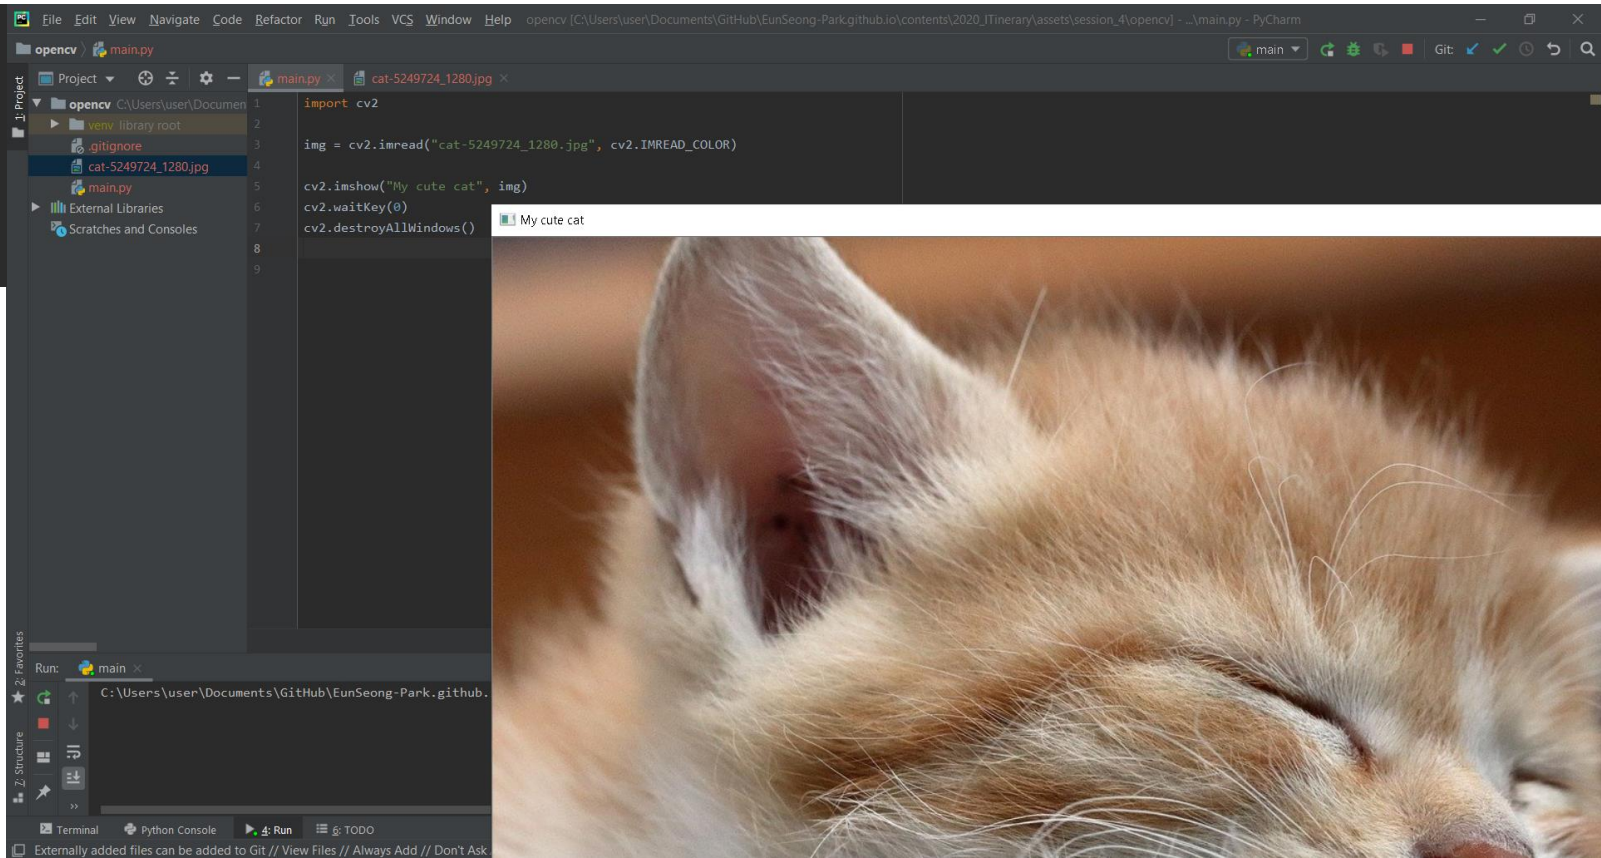 PC File Edit View Navigate Code Refactor Run Tools VCS Window Help opencv [C:\Users\user\Documents\GitHub\EunSeong-Park.github.io\contents\2020_ITinerary\assets\session_4\opencv] - ...\main.py - PyCharm
opencv main.py main Git:
1: Project
Project main.py cat-5249724_1280.jpg
opencv C:\Users\user\Documen
venv library root
.gitignore
cat-5249724_1280.jpg
main.py
External Libraries
Scratches and Consoles
1 import cv2
2
3 img = cv2.imread("cat-5249724_1280.jpg", cv2.IMREAD_COLOR)
4
5 cv2.imshow("My cute cat", img)
6 cv2.waitKey(0)
7 cv2.destroyAllWindows()
8
9
My cute cat
2: Favorites
Z: Structure
Run: main
C:\Users\user\Documents\GitHub\EunSeong-Park.github.
Terminal Python Console 4: Run 6: TODO
Externally added files can be added to Git // View Files // Always Add // Don't Ask